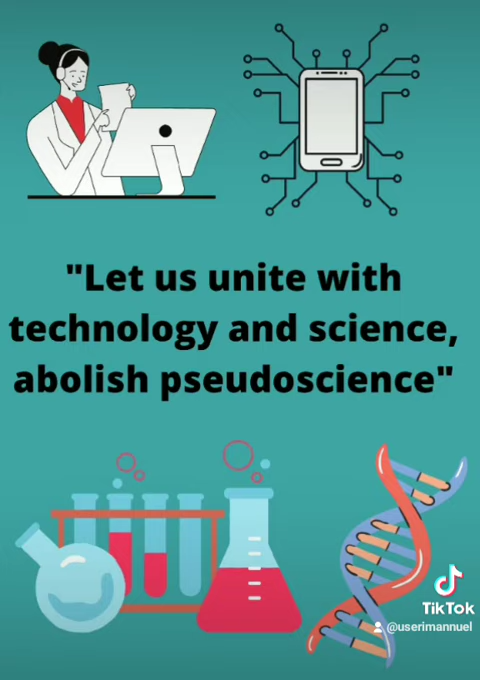 "Let us unite with
technology and science,
abolish pseudoscience"
TikTok
@userimannuel